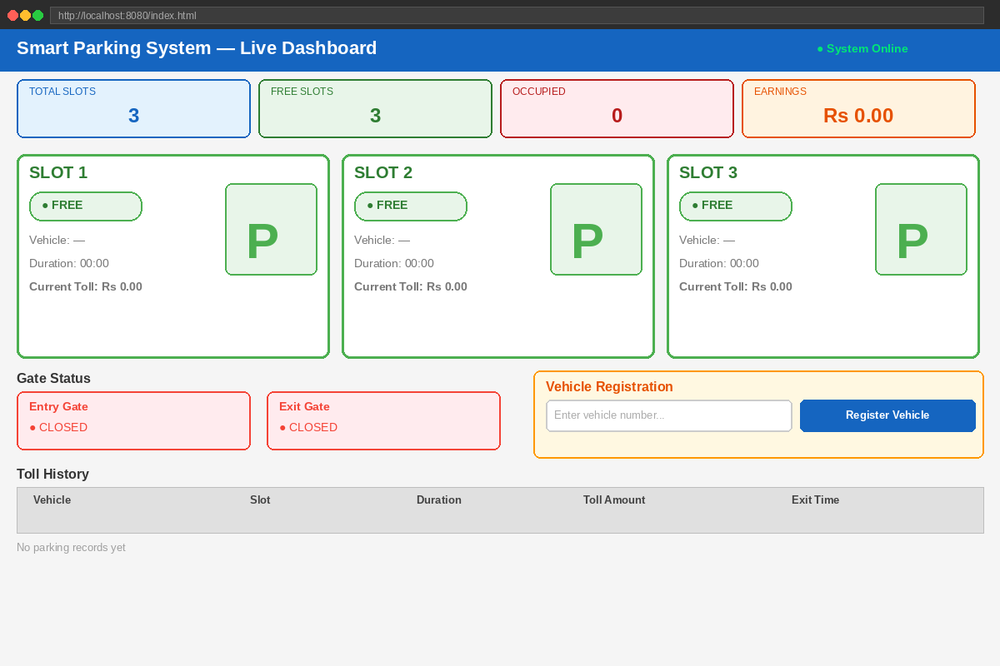 http://localhost:8080/index.html
Smart Parking System — Live Dashboard
● System Online
TOTAL SLOTS
3
FREE SLOTS
3
OCCUPIED
0
EARNINGS
Rs 0.00
SLOT 1
● FREE
P
Vehicle: —
Duration: 00:00
Current Toll: Rs 0.00
SLOT 2
● FREE
P
Vehicle: —
Duration: 00:00
Current Toll: Rs 0.00
SLOT 3
● FREE
P
Vehicle: —
Duration: 00:00
Current Toll: Rs 0.00
Gate Status
Entry Gate
● CLOSED
Exit Gate
● CLOSED
Vehicle Registration
Enter vehicle number...
Register Vehicle
Toll History
Vehicle Slot Duration Toll Amount Exit Time
No parking records yet